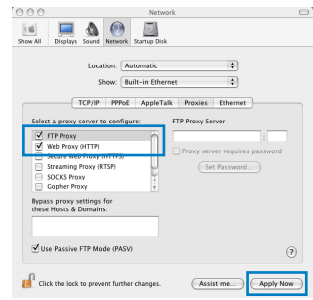 Network
Show All Displays Sound Network Startup Disk
Location: Automatic
Show: Built-in Ethernet
TCP/IP PPPoE AppleTalk Proxies Ethernet
Select a proxy server to configure: FTP Proxy Server
FTP Proxy :
Web Proxy (HTTP)
Secure Web Proxy (HTTPS) Proxy server requires password
Streaming Proxy (RTSP) Set Password...
SOCKS Proxy
Gopher Proxy
Bypass proxy settings for
these Hosts & Domains:
Use Passive FTP Mode (PASV) ?
Click the lock to prevent further changes. Assist me... Apply Now